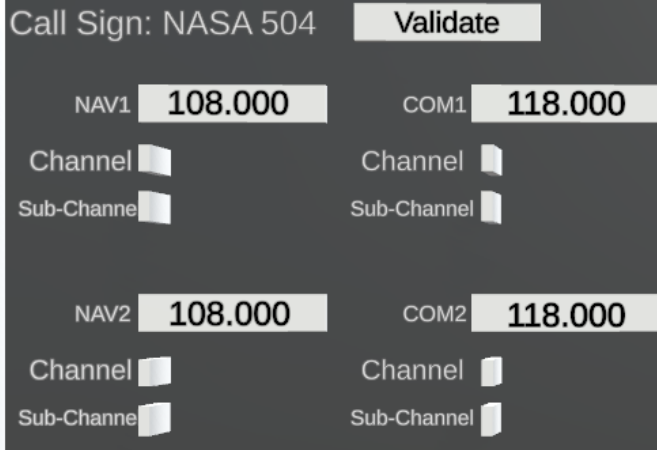 Call Sign: NASA 504 Validate
NAV1 108.000 COM1 118.000
Channel Channel
Sub-Channe Sub-Channel
NAV2 108.000 COM2 118.000
Channel Channel
Sub-Channe Sub-Channel